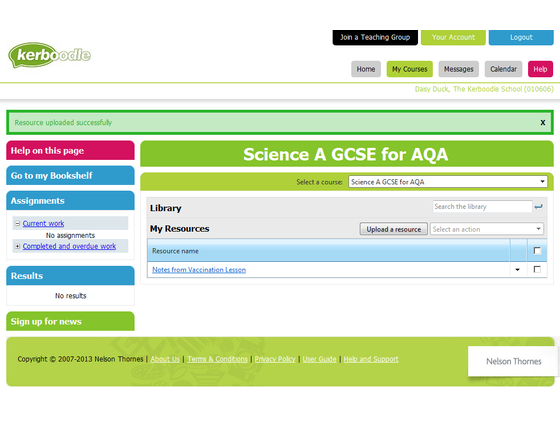 Join a Teaching Group
Your Account
Logout
kerboodle
Home
My Courses
Messages
Calendar
Help
Daisy Duck, The Kerboodle School (010606)
Resource uploaded successfully
X
Help on this page
Go to my Bookshelf
Assignments
Current work
No assignments
Completed and overdue work
Results
No results
Sign up for news
Science A GCSE for AQA
Select a course: Science A GCSE for AQA
Library
Search the library
My Resources
Upload a resource
Select an action
Resource name
Notes from Vaccination Lesson
Copyright © 2007-2013 Nelson Thornes | About Us | Terms & Conditions | Privacy Policy | User Guide | Help and Support
Nelson Thornes